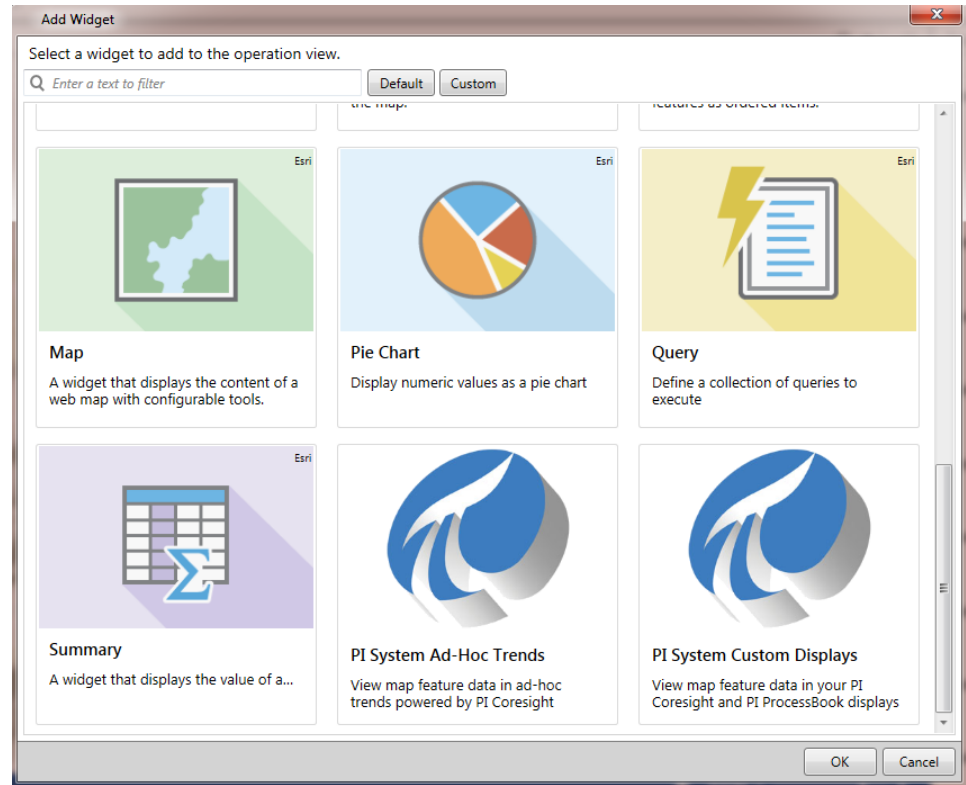 Add Widget
Select a widget to add to the operation view.
Enter a text to filter
Default
Custom
the map.
features as ordered items.
Esri
Esri
Esri
Map
Pie Chart
Query
A widget that displays the content of a
web map with configurable tools.
Display numeric values as a pie chart
Define a collection of queries to
execute
Esri
Summary
A widget that displays the value of a...
PI System Ad-Hoc Trends
View map feature data in ad-hoc
trends powered by PI Coresight
PI System Custom Displays
View map feature data in your PI
Coresight and PI ProcessBook displays
OK
Cancel